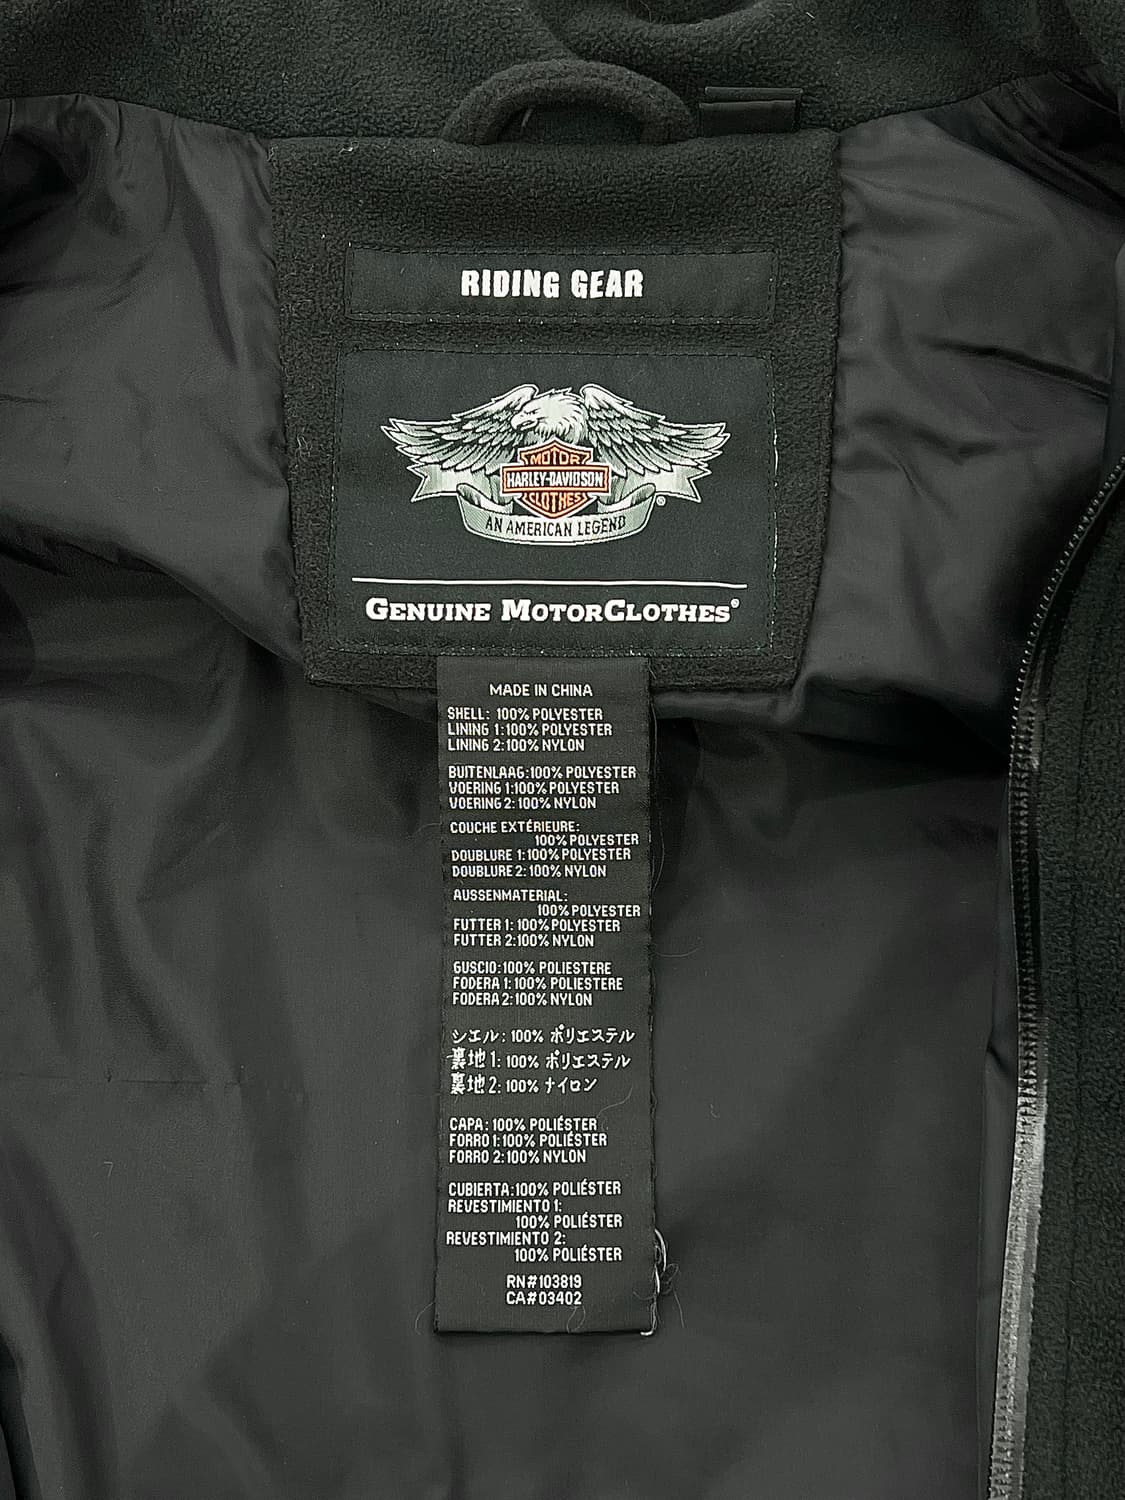 RIDING GEAR
MOTOR
HARLEY-DAVIDSON
CLOTHES
®
AN AMERICAN LEGEND
GENUINE MOTORCLOTHES®
MADE IN CHINA
SHELL: 100% POLYESTER
LINING 1:100% POLYESTER
LINING 2:100% NYLON
BUITENLAAG:100% POLYESTER
VOERING 1:100% POLYESTER
VOERING 2:100% NYLON
COUCHE EXTÉRIEURE:
100% POLYESTER
DOUBLURE 1:100% POLYESTER
DOUBLURE 2:100% NYLON
AUSSENMATERIAL:
100% POLYESTER
FUTTER 1:100% POLYESTER
FUTTER 2:100% NYLON
GUSCIO:100% POLIESTERE
FODERA 1:100% POLIESTERE
FODERA 2:100% NYLON
シエル: 100% ポリエステル
裏地 1: 100% ポリエステル
裏地 2: 100% ナイロン
CAPA: 100% POLIÉSTER
FORRO 1:100% POLIÉSTER
FORRO 2:100% NYLON
CUBIERTA:100% POLIÉSTER
REVESTIMIENTO 1:
100% POLIÉSTER
REVESTIMIENTO 2:
100% POLIÉSTER
RN#103819
CA#03402